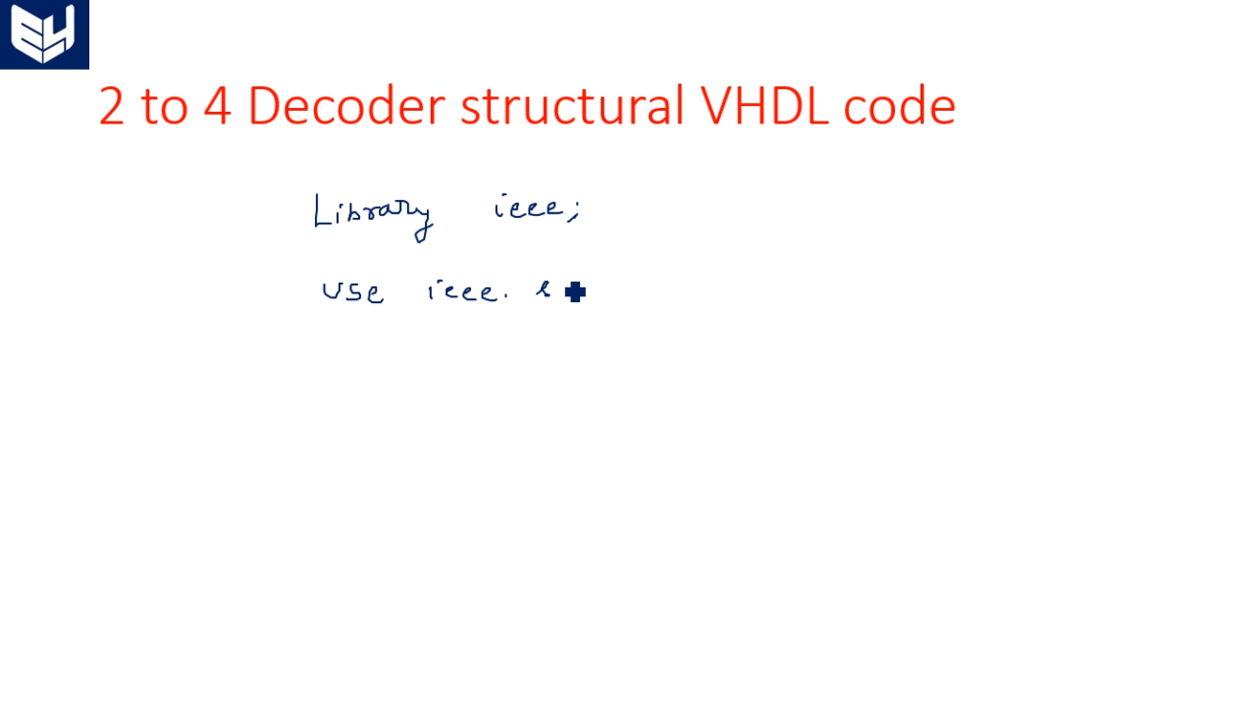 2 to 4 Decoder structural VHDL code
Library ieee;
use ieee. s